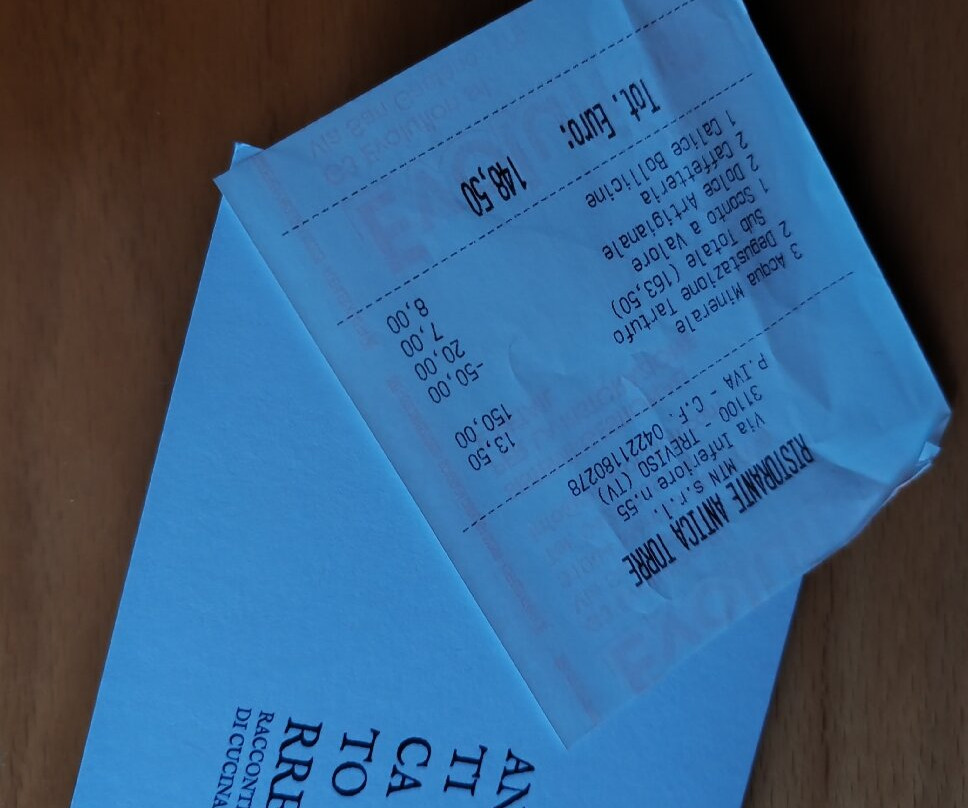 RISTORANTE ANTICA TORRE
MTN s.r.l.
Via Inferiore n.55
31100 - TREVISO (TV)
P.IVA - C.F. 04221180278
3 Acqua Minerale 13,50
2 Degustazione Tartufo 150,00
Sub Totale (163,50)
1 Sconto a Valore -50,00
2 Dolce Artigianale 20,00
2 Caffetteria 7,00
1 Calice Bollicine 8,00
Tot. Euro: 148,50
AN
TI
CA
TO
RRE
RACCONTI
DI CUCINA